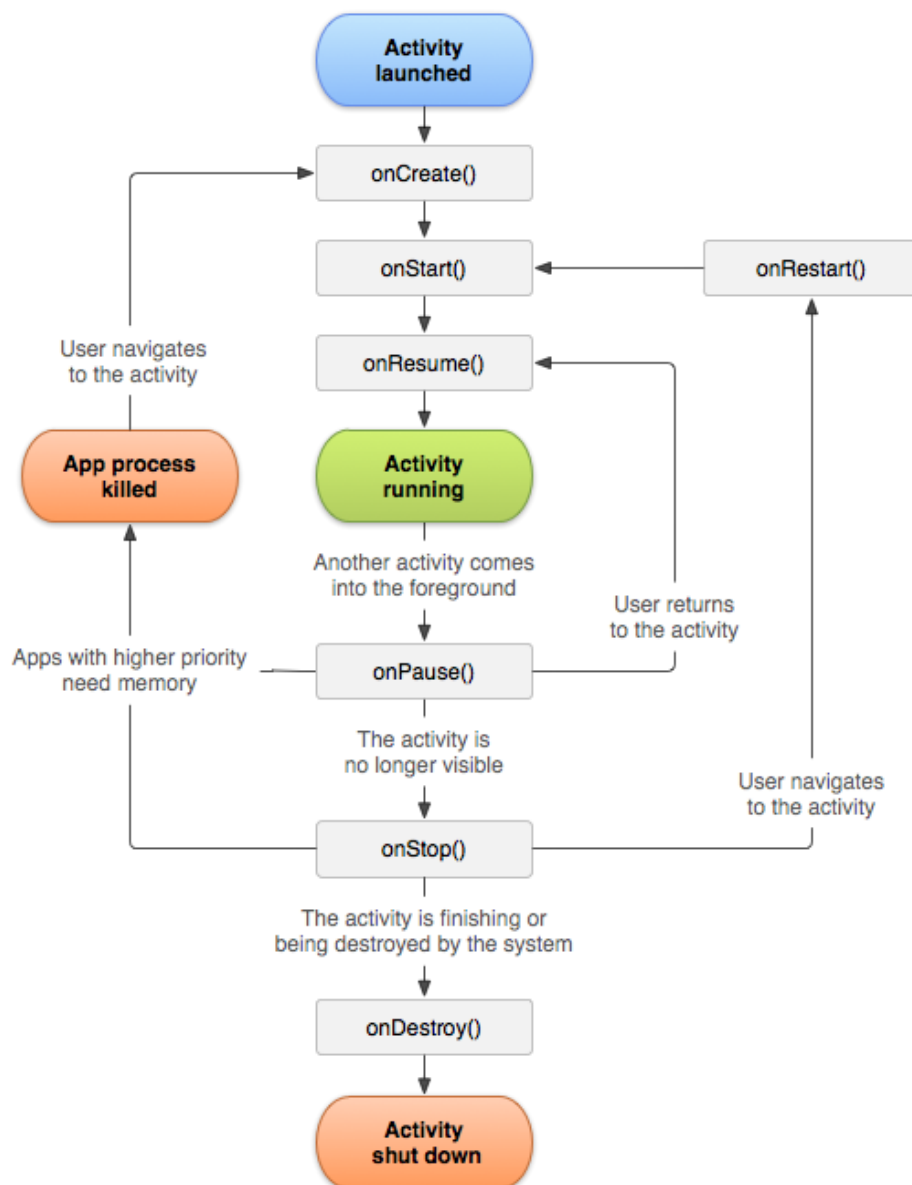 Activity
launched
onCreate()
onStart()
onRestart()
User navigates
to the activity
onResume()
App process
killed
Activity
running
Another activity comes
into the foreground
User returns
to the activity
Apps with higher priority
need memory
onPause()
The activity is
no longer visible
User navigates
to the activity
onStop()
The activity is finishing or
being destroyed by the system
onDestroy()
Activity
shut down